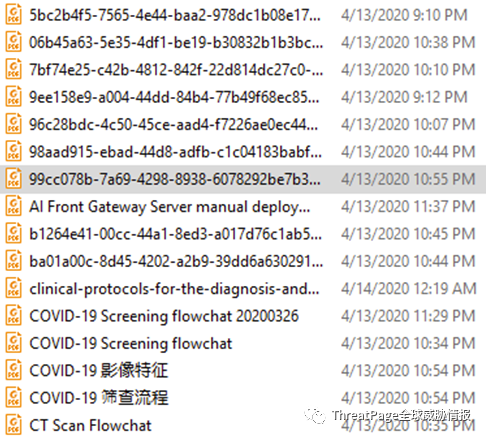 5bc2b4f5-7565-4e44-baa2-978dc1b08e17... 4/13/2020 9:10 PM
06b45a63-5e35-4df1-be19-b30832b1b3bc... 4/13/2020 10:38 PM
7bf74e25-c42b-4812-842f-22d814dc27c0-... 4/13/2020 10:10 PM
9ee158e9-a004-44dd-84b4-77b49f68ec85... 4/13/2020 9:12 PM
96c28bdc-4c50-45ce-aad4-f7226ae0ec44... 4/13/2020 10:07 PM
98aad915-ebad-44d8-adfb-c1c04183babf... 4/13/2020 10:44 PM
99cc078b-7a69-4298-8938-6078292be7b3... 4/13/2020 10:55 PM
AI Front Gateway Server manual deploy... 4/13/2020 11:37 PM
b1264e41-00cc-44a1-8ed3-a017d76c1ab5... 4/13/2020 10:45 PM
ba01a00c-8d45-4202-a2b9-39dd6a630291... 4/13/2020 10:44 PM
clinical-protocols-for-the-diagnosis-and... 4/14/2020 12:19 AM
COVID-19 Screening flowchat 20200326 4/13/2020 11:29 PM
COVID-19 Screening flowchat 4/13/2020 10:34 PM
COVID-19 影像特征 4/13/2020 10:54 PM
COVID-19 筛查流程 4/13/2020 10:54 PM
CT Scan Flowchat 4/13/2020 10:35 PM
ThreatPage全球威胁情报